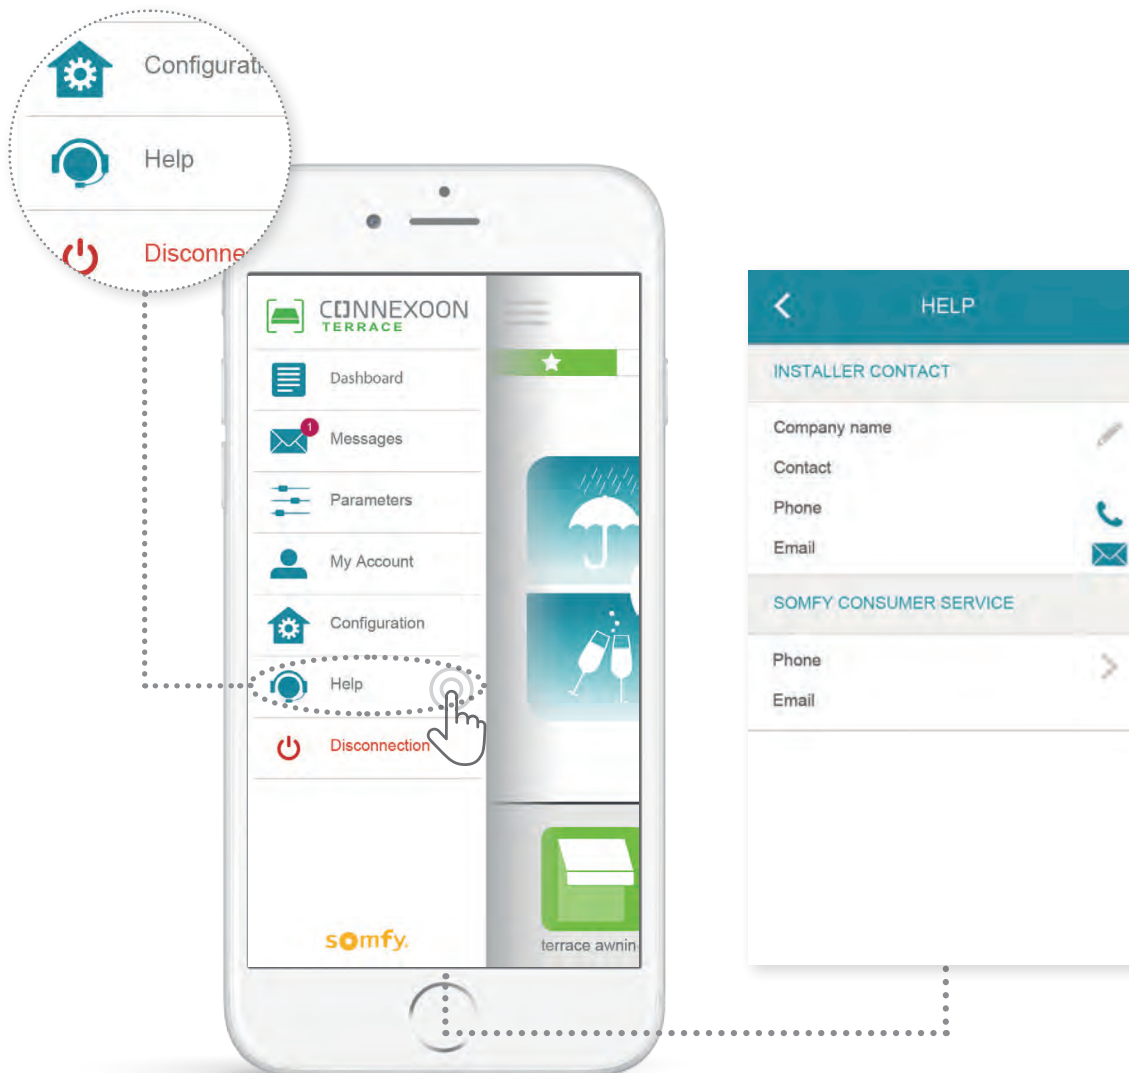 Configurati
Help
Disconne
CONNEXOON
TERRACE
Dashboard
1
Messages
Parameters
My Account
Configuration
Help
Disconnection
somfy.
terrace awnin
HELP
INSTALLER CONTACT
Company name
Contact
Phone
Email
SOMFY CONSUMER SERVICE
Phone
Email